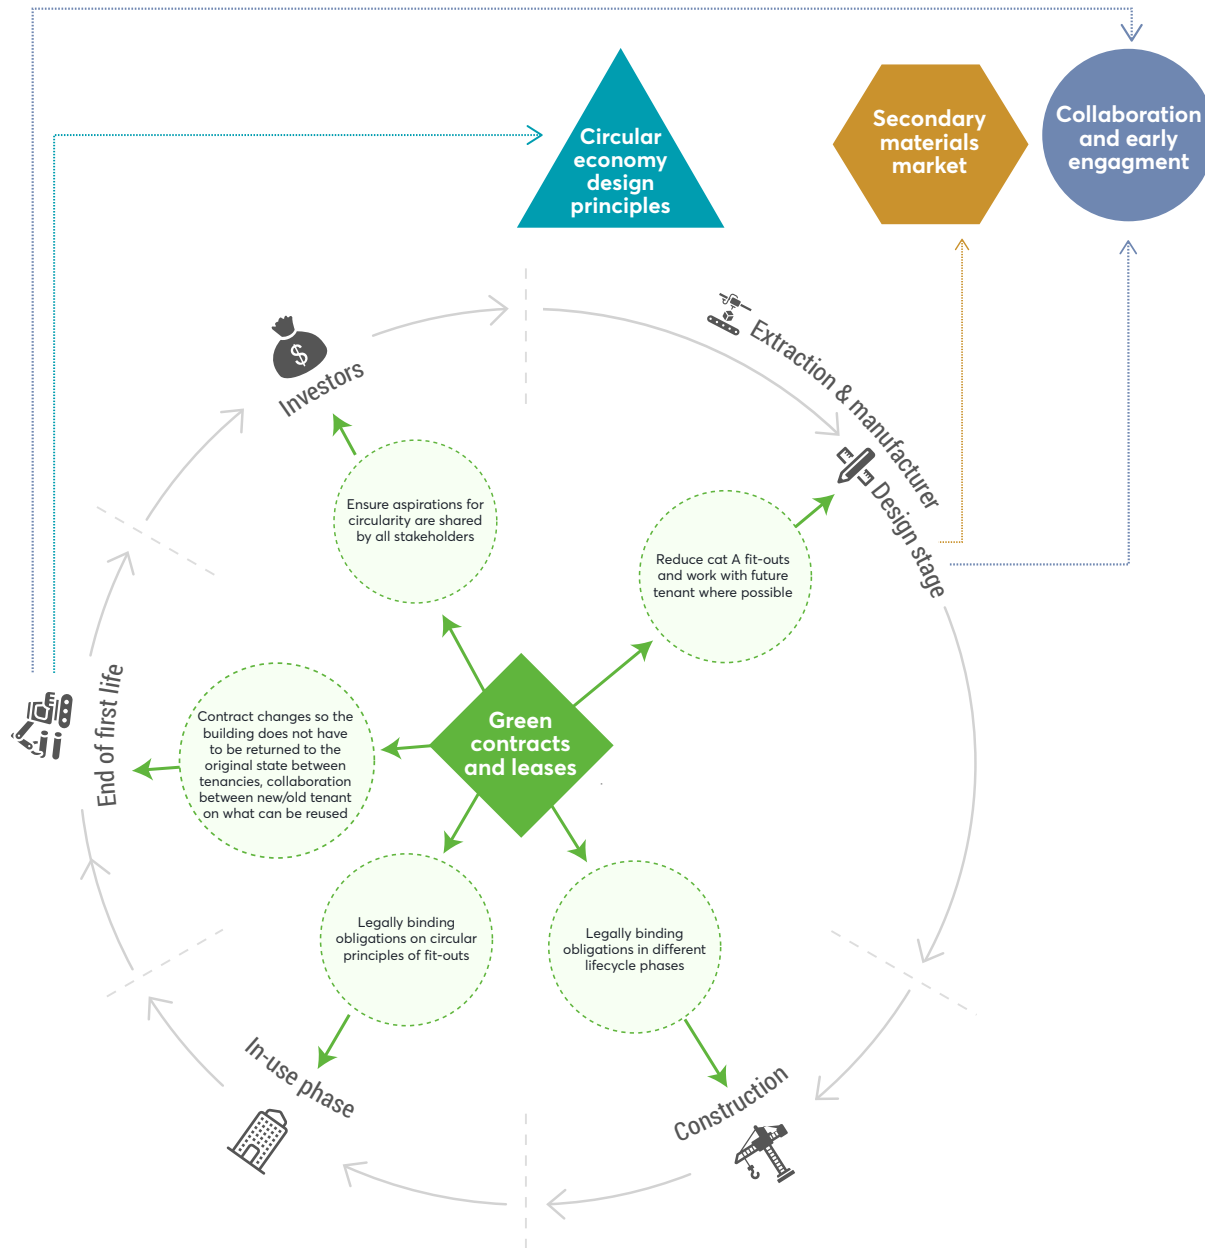 Circular
economy
design
principles
Secondary
materials
market
Collaboration
and early
engagment
Investors
$
Extraction & manufacturer
Design stage
Ensure aspirations for
circularity are shared
by all stakeholders
Reduce cat A fit-outs
and work with future
tenant where possible
End of first life
Contract changes so the
building does not have
to be returned to the
original state between
tenancies, collaboration
between new/old tenant
on what can be reused
Green
contracts
and leases
Legally binding
obligations on circular
principles of fit-outs
Legally binding
obligations in different
lifecycle phases
In-use phase
Construction